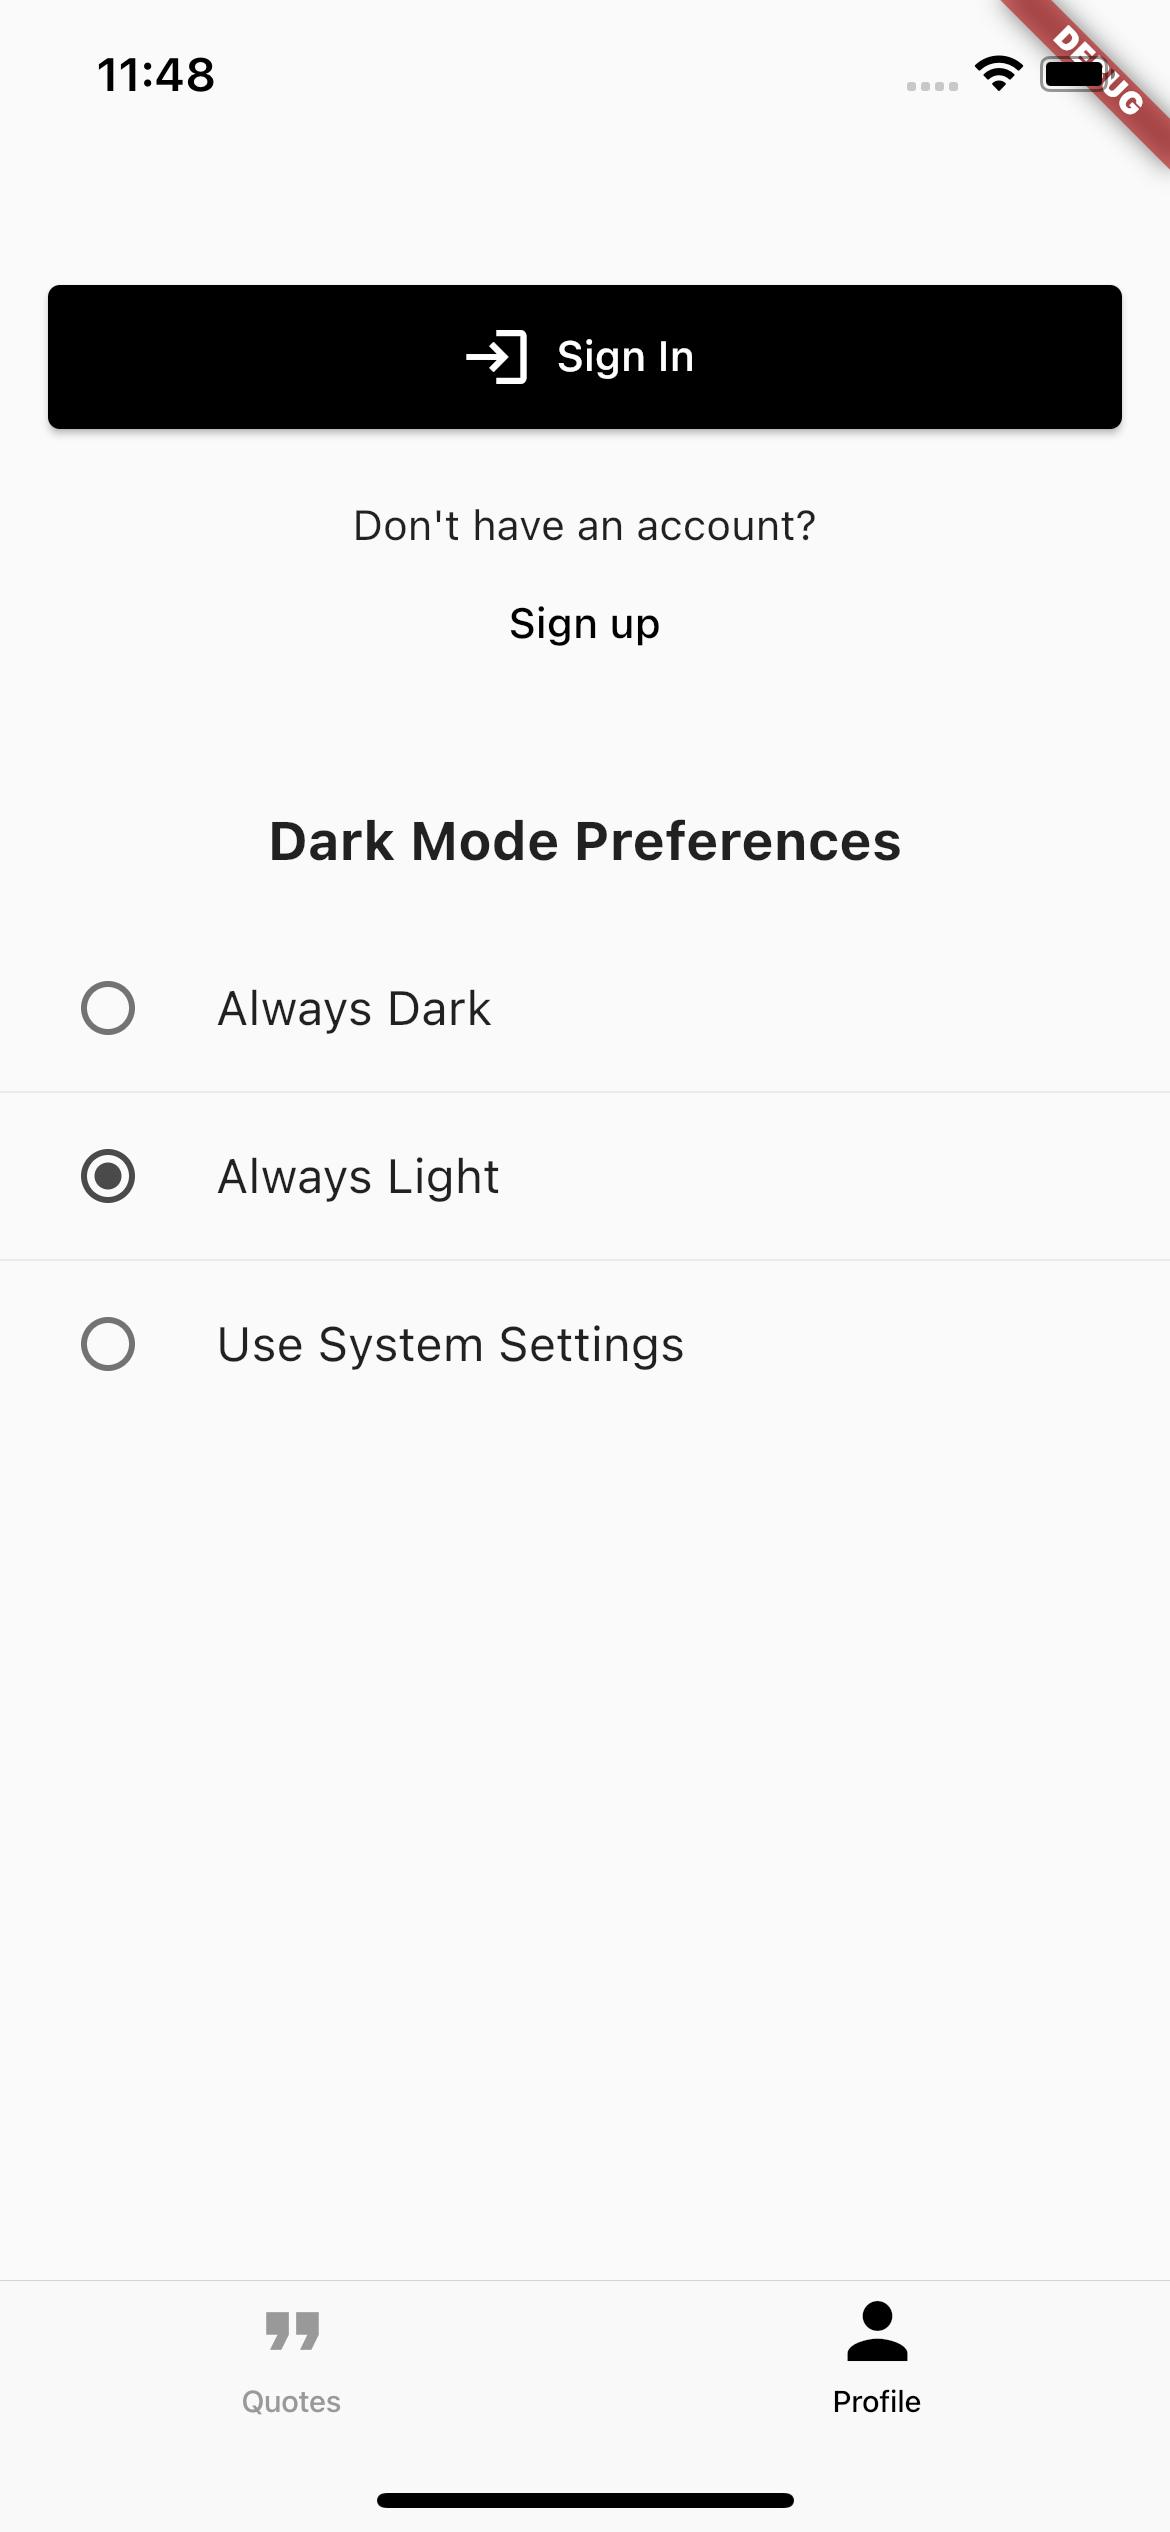 11:48
DEBUG
Sign In
Don't have an account?
Sign up
Dark Mode Preferences
Always Dark
Always Light
Use System Settings
Quotes
Profile